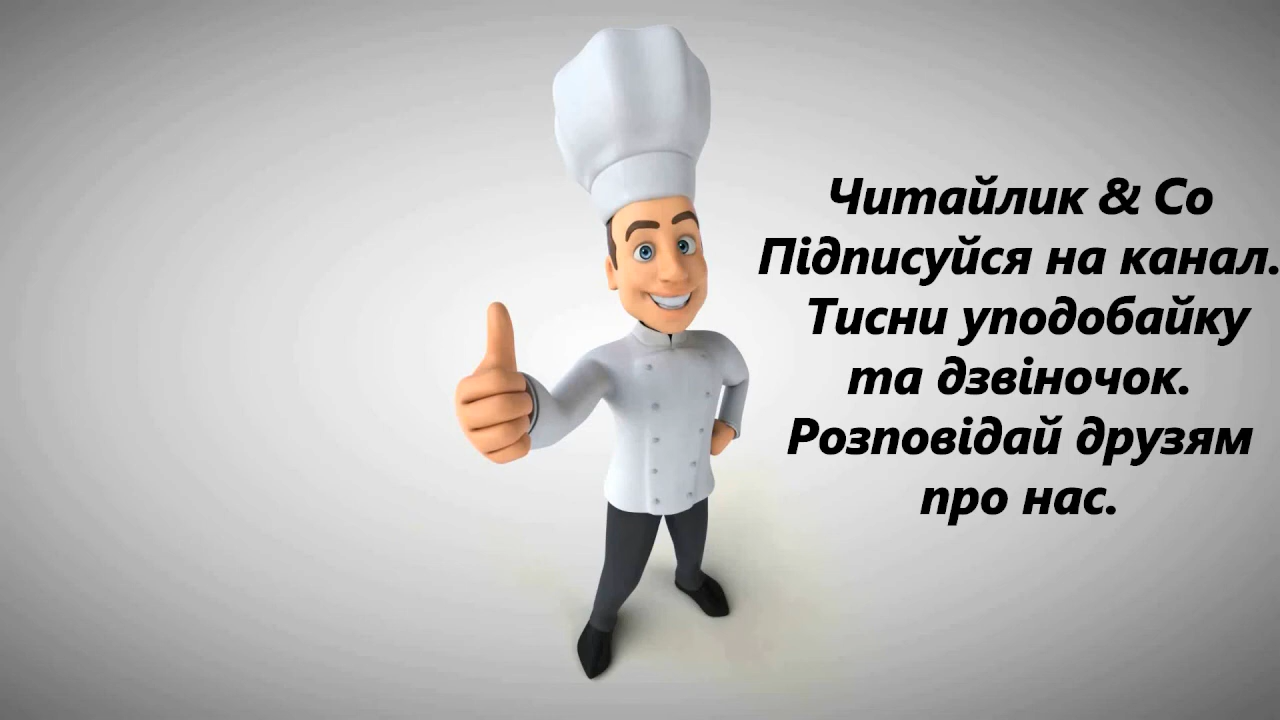 Читайлик & Co
Підписуйся на канал.
Тисни уподобайку
та дзвіночок.
Розповідай друзям
про нас.